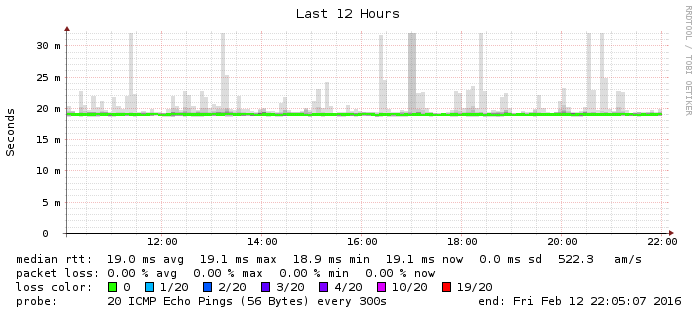 Last 12 Hours
RRDTOOL / TOBI OETIKER
Seconds
30 m
25 m
20 m
15 m
10 m
5 m
0
12:00 14:00 16:00 18:00 20:00 22:00
median rtt: 19.0 ms avg 19.1 ms max 18.9 ms min 19.1 ms now 0.0 ms sd 522.3 am/s
packet loss: 0.00 % avg 0.00 % max 0.00 % min 0.00 % now
loss color: 0 1/20 2/20 3/20 4/20 10/20 19/20
probe: 20 ICMP Echo Pings (56 Bytes) every 300s end: Fri Feb 12 22:05:07 2016